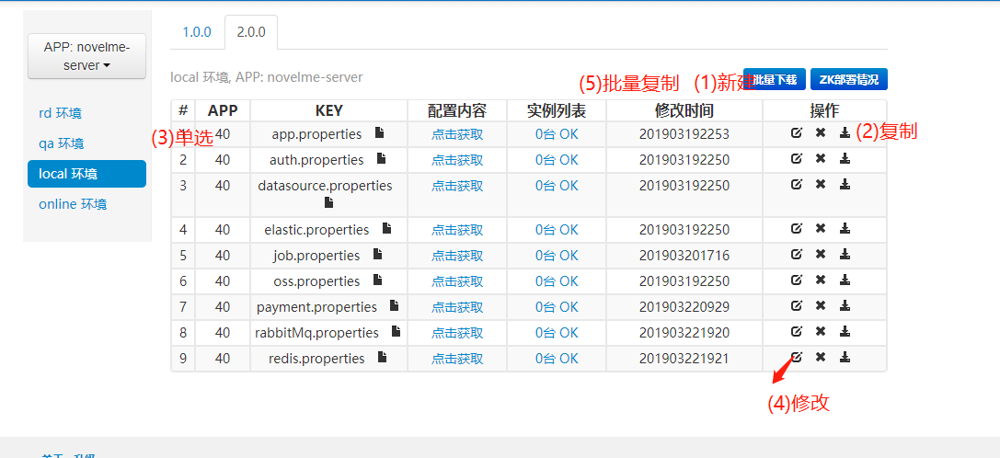 APP: novelme-
server
rd 环境
qa 环境
local 环境
online 环境
1.0.0 2.0.0
local 环境, APP: novelme-server
(5)批量复制 (1)新建 批量下载 ZK部署情况
# APP KEY 配置内容 实例列表 修改时间 操作
(3)单选 40 app.properties 点击获取 0台 OK 201903192253 (2)复制
2 40 auth.properties 点击获取 0台 OK 201903192250
3 40 datasource.properties 点击获取 0台 OK 201903192250
4 40 elastic.properties 点击获取 0台 OK 201903192250
5 40 job.properties 点击获取 0台 OK 201903201716
6 40 oss.properties 点击获取 0台 OK 201903192250
7 40 payment.properties 点击获取 0台 OK 201903220929
8 40 rabbitMq.properties 点击获取 0台 OK 201903221920
9 40 redis.properties 点击获取 0台 OK 201903221921
(4)修改